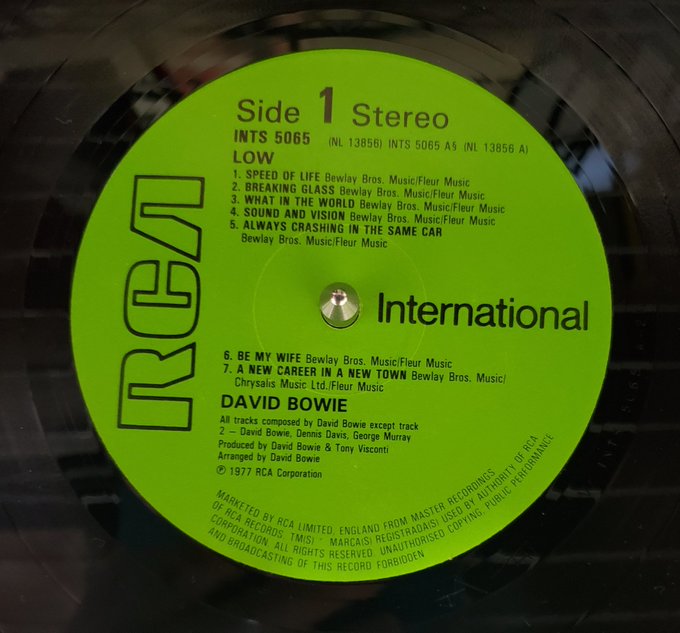 Side 1 Stereo
INTS 5065 (NL 13856) INTS 5065 A§ (NL 13856 A)
LOW
1. SPEED OF LIFE Bewlay Bros. Music/Fleur Music
2. BREAKING GLASS Bewlay Bros. Music/Fleur Music
3. WHAT IN THE WORLD Bewlay Bros. Music/Fleur Music
4. SOUND AND VISION Bewlay Bros. Music/Fleur Music
5. ALWAYS CRASHING IN THE SAME CAR
Bewlay Bros. Music/Fleur Music
RCA
International
6. BE MY WIFE Bewlay Bros. Music/Fleur Music
7. A NEW CAREER IN A NEW TOWN Bewlay Bros. Music/
Chrysalis Music Ltd./Fleur Music
DAVID BOWIE
All tracks composed by David Bowie except track
2 – David Bowie, Dennis Davis, George Murray
Produced by David Bowie & Tony Visconti
Arranged by David Bowie
℗ 1977 RCA Corporation
MARKETED BY RCA LIMITED, ENGLAND FROM MASTER RECORDINGS
OF RCA RECORDS. TM(S) ® MARCA(S) REGISTRADA(S) USED BY AUTHORITY OF RCA
CORPORATION. ALL RIGHTS RESERVED. UNAUTHORISED COPYING, PUBLIC PERFORMANCE
AND BROADCASTING OF THIS RECORD FORBIDDEN